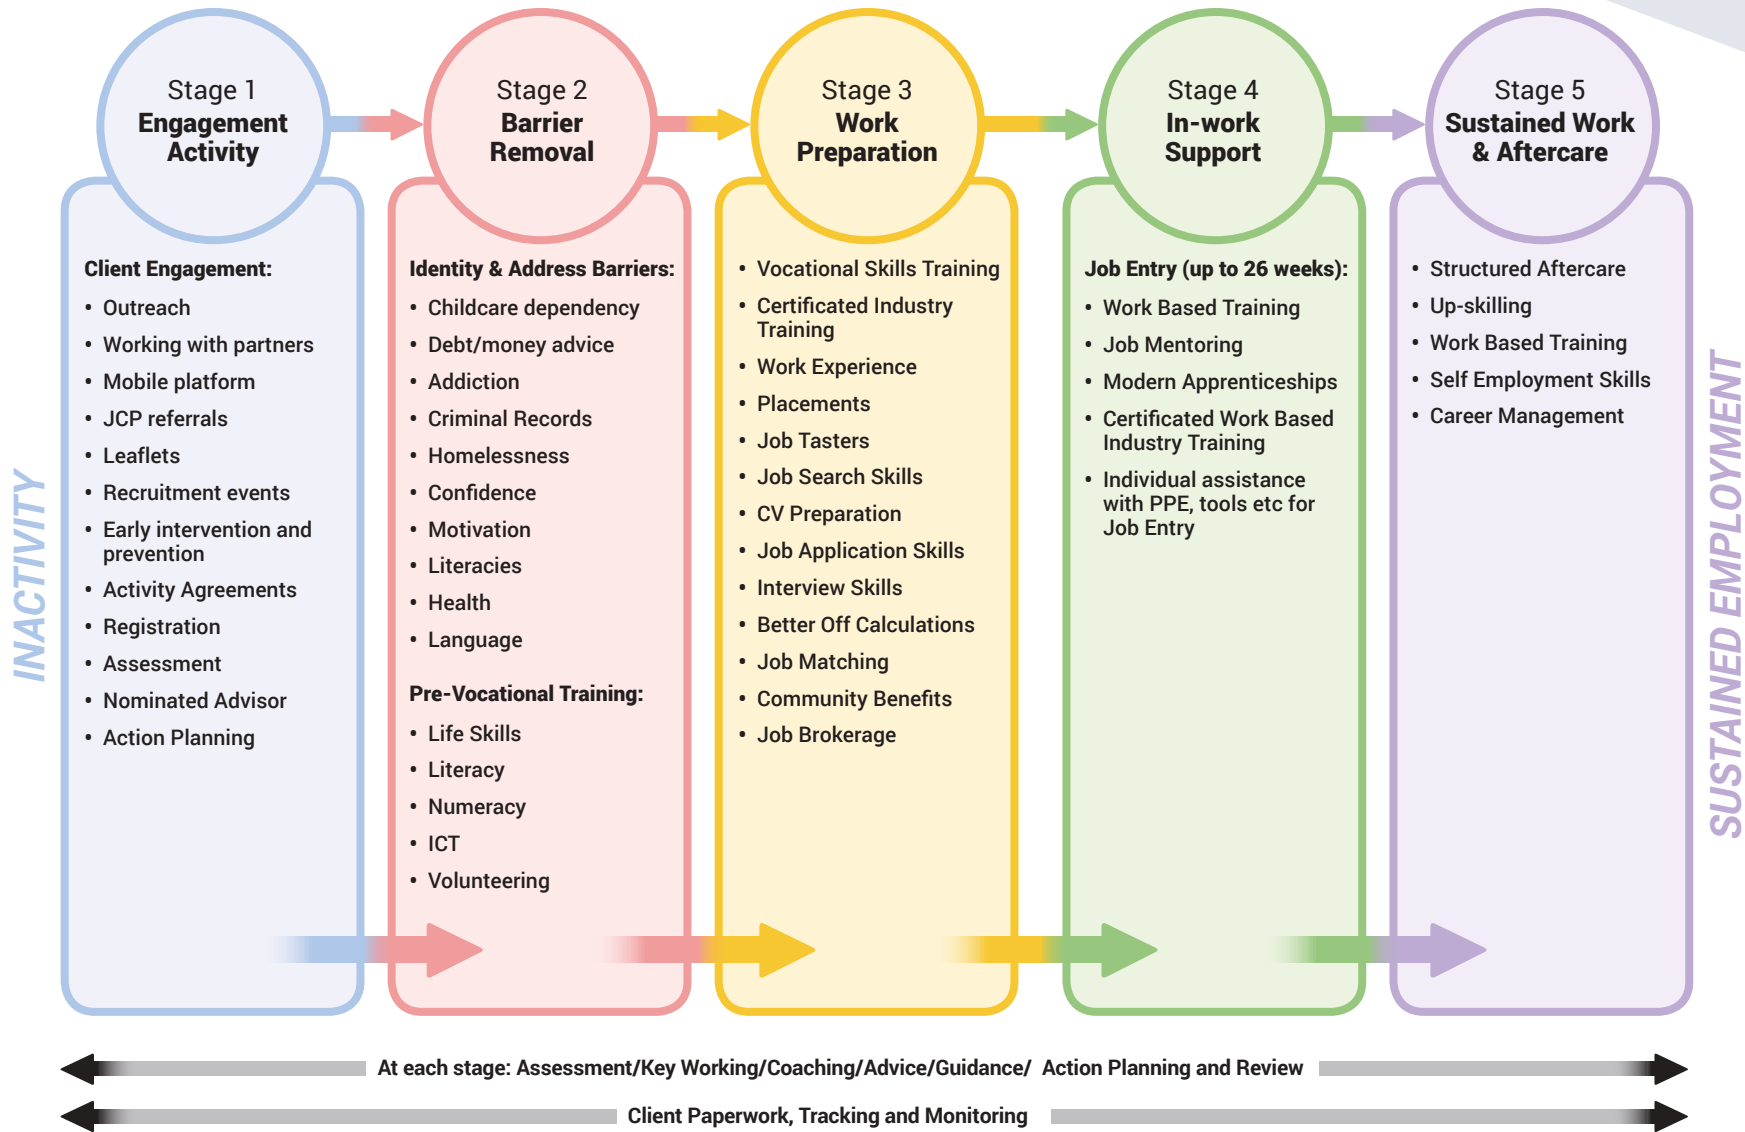 Stage 1
Engagement
Activity
Stage 2
Barrier
Removal
Stage 3
Work
Preparation
Stage 4
In-work
Support
Stage 5
Sustained Work
& Aftercare
INACTIVITY
Client Engagement:
• Outreach
• Working with partners
• Mobile platform
• JCP referrals
• Leaflets
• Recruitment events
• Early intervention and
prevention
• Activity Agreements
• Registration
• Assessment
• Nominated Advisor
• Action Planning
Identity & Address Barriers:
• Childcare dependency
• Debt/money advice
• Addiction
• Criminal Records
• Homelessness
• Confidence
• Motivation
• Literacies
• Health
• Language
Pre-Vocational Training:
• Life Skills
• Literacy
• Numeracy
• ICT
• Volunteering
• Vocational Skills Training
• Certificated Industry
Training
• Work Experience
• Placements
• Job Tasters
• Job Search Skills
• CV Preparation
• Job Application Skills
• Interview Skills
• Better Off Calculations
• Job Matching
• Community Benefits
• Job Brokerage
Job Entry (up to 26 weeks):
• Work Based Training
• Job Mentoring
• Modern Apprenticeships
• Certificated Work Based
Industry Training
• Individual assistance
with PPE, tools etc for
Job Entry
• Structured Aftercare
• Up-skilling
• Work Based Training
• Self Employment Skills
• Career Management
SUSTAINED EMPLOYMENT
At each stage: Assessment/Key Working/Coaching/Advice/Guidance/ Action Planning and Review
Client Paperwork, Tracking and Monitoring